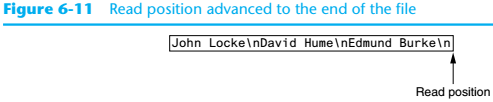 Figure 6-11 Read position advanced to the end of the file
John Locke\nDavid Hume\nEdmund Burke\n
Read position